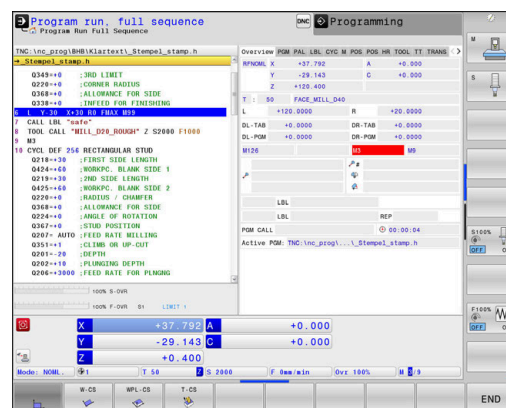 Program run, full sequence
Program Run Full Sequence
DNC
Programming
TNC:\nc_prog\BHB\Klartext\_Stempel_stamp.h
→_Stempel_stamp.h
Q349=+0 ;3RD LIMIT
Q220=+0 ;CORNER RADIUS
Q368=+0 ;ALLOWANCE FOR SIDE
Q338=+0 ;INFEED FOR FINISHING
6 L Y-30 X+30 R0 FMAX M99
7 CALL LBL "safe"
8 TOOL CALL "MILL_D20_ROUGH" Z S2000 F1000
9 M3
10 CYCL DEF 256 RECTANGULAR STUD
Q218=+30 ;FIRST SIDE LENGTH
Q424=+60 ;WORKPC. BLANK SIDE 1
Q219=+30 ;2ND SIDE LENGTH
Q425=+60 ;WORKPC. BLANK SIDE 2
Q220=+0 ;RADIUS / CHAMFER
Q368=+0 ;ALLOWANCE FOR SIDE
Q224=+0 ;ANGLE OF ROTATION
Q367=+0 ;STUD POSITION
Q207= AUTO ;FEED RATE MILLING
Q351=+1 ;CLIMB OR UP-CUT
Q201=-20 ;DEPTH
Q202=+10 ;PLUNGING DEPTH
Q206=+3000 ;FEED RATE FOR PLNGNG
100% S-OVR
100% F-OVR S1 LIMIT 1
Overview PGM PAL LBL CYC M POS POS HR TOOL TT TRANS
RFNOML X +37.792 A +0.000
Y -29.143 C +0.000
Z +120.400
T : 50 FACE_MILL_D40
L +120.0000 R +20.0000
DL-TAB +0.0000 DR-TAB +0.0000
DL-PGM +0.0000 DR-PGM +0.0000
M126 M3 M9
P#
P
LBL
LBL REP
PGM CALL 00:00:04
Active PGM: TNC:\nc_prog\...\_Stempel_stamp.h
X +37.792 A +0.000
Y -29.143 C +0.000
Z +0.400
Mode: NOML. 1 T 50 Z S 2000 F 0mm/min Ovr 100% M 3/9
W-CS WPL-CS T-CS
END
M
S
S100%
OFF
F100%
OFF